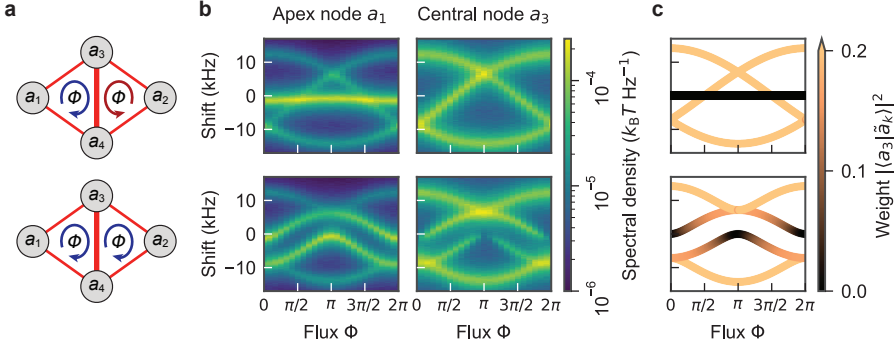 a
b
c
Apex node a₁
Central node a₃
a₃
a₁
Φ
Φ
a₂
a₄
a₃
a₁
Φ
Φ
a₂
a₄
Shift (kHz)
10
0
−10
Shift (kHz)
10
0
−10
0
π/2
π
3π/2
2π
Flux Φ
0
π/2
π
3π/2
2π
Flux Φ
10⁻⁴
10⁻⁵
10⁻⁶
Spectral density (k_BT Hz⁻¹)
0
π/2
π
3π/2
2π
Flux Φ
0.2
0.1
0.0
Weight |⟨a₃|ã_k⟩|²